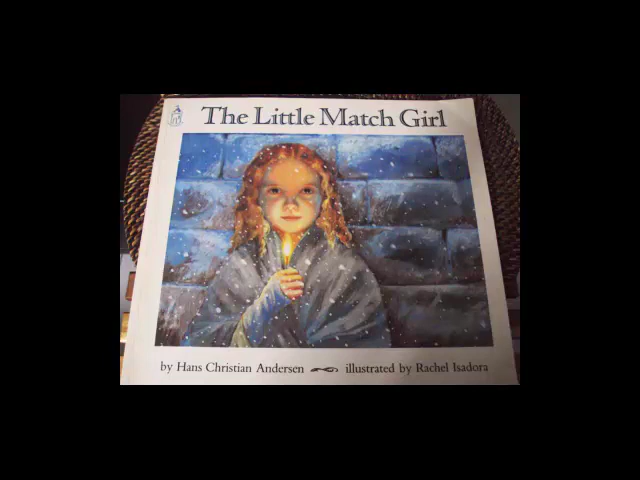 The Little Match Girl
by Hans Christian Andersen illustrated by Rachel Isadora